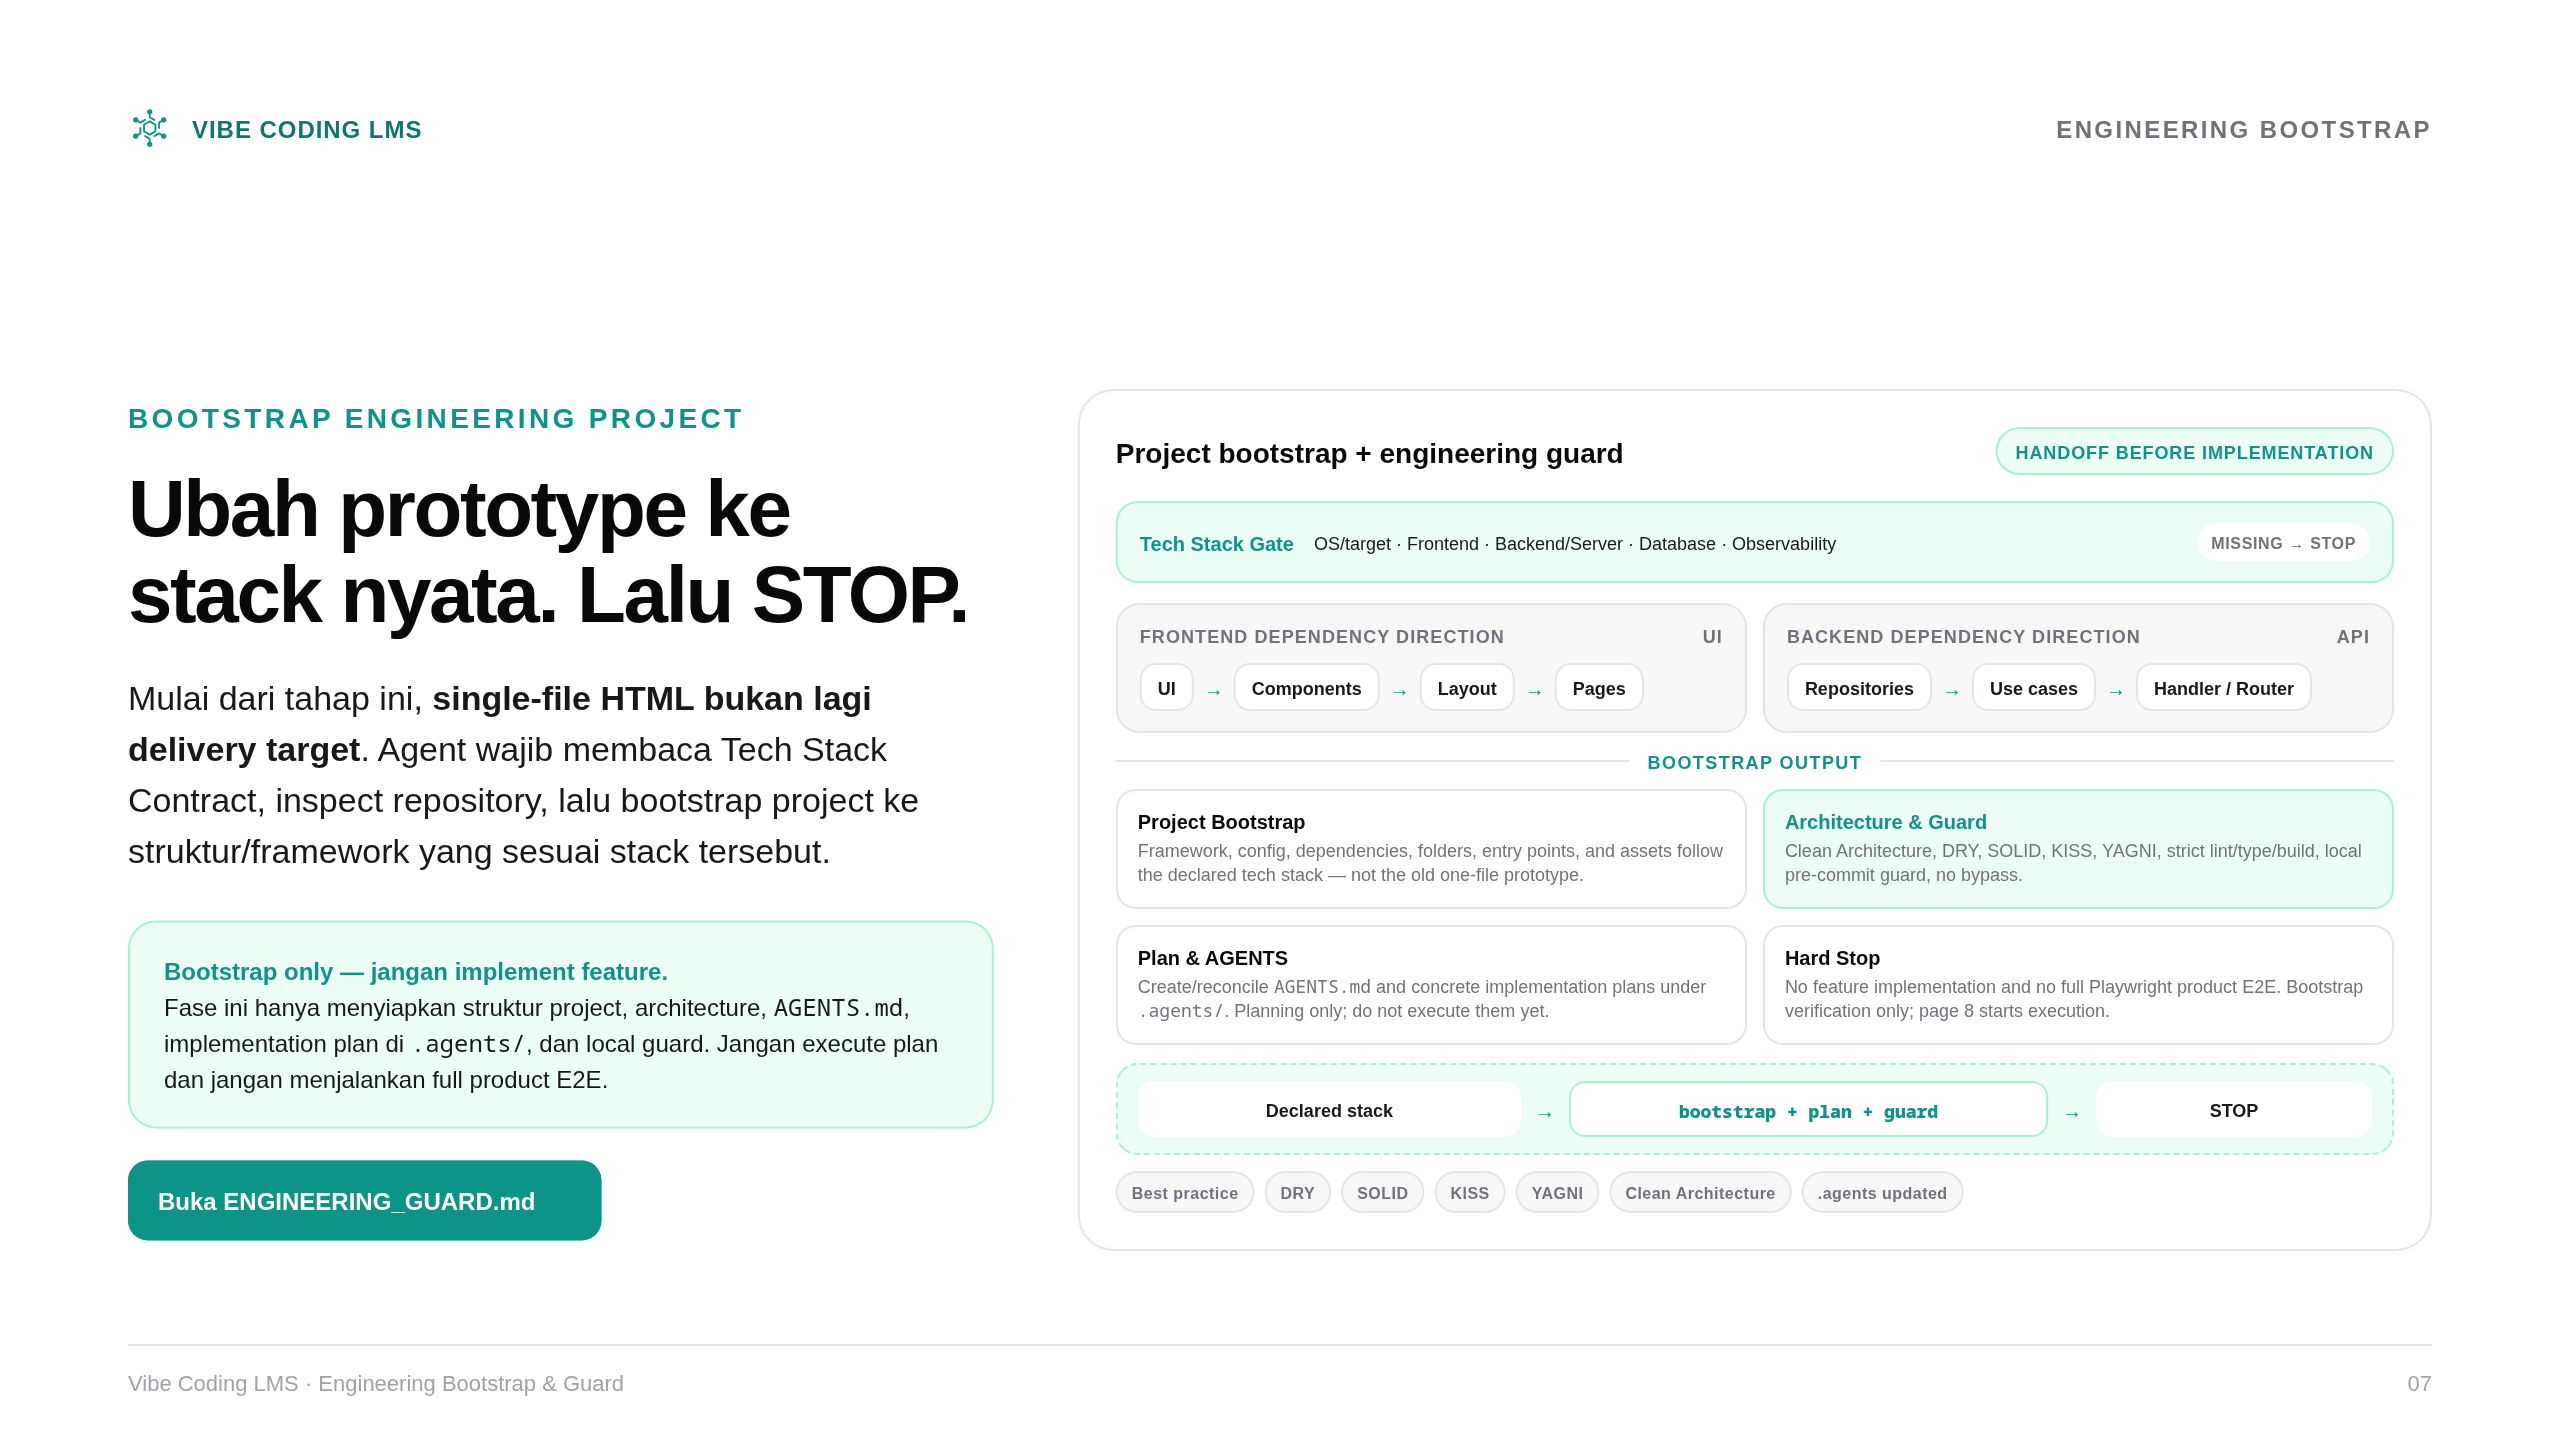 VIBE CODING LMS
ENGINEERING BOOTSTRAP
BOOTSTRAP ENGINEERING PROJECT
Ubah prototype ke
stack nyata. Lalu STOP.
Mulai dari tahap ini, single-file HTML bukan lagi
delivery target. Agent wajib membaca Tech Stack
Contract, inspect repository, lalu bootstrap project ke
struktur/framework yang sesuai stack tersebut.
Bootstrap only — jangan implement feature.
Fase ini hanya menyiapkan struktur project, architecture, AGENTS.md,
implementation plan di .agents/, dan local guard. Jangan execute plan
dan jangan menjalankan full product E2E.
Buka ENGINEERING_GUARD.md
Project bootstrap + engineering guard
HANDOFF BEFORE IMPLEMENTATION
Tech Stack Gate OS/target · Frontend · Backend/Server · Database · Observability MISSING → STOP
FRONTEND DEPENDENCY DIRECTION UI
UI → Components → Layout → Pages
BACKEND DEPENDENCY DIRECTION API
Repositories → Use cases → Handler / Router
BOOTSTRAP OUTPUT
Project Bootstrap
Framework, config, dependencies, folders, entry points, and assets follow
the declared tech stack — not the old one-file prototype.
Architecture & Guard
Clean Architecture, DRY, SOLID, KISS, YAGNI, strict lint/type/build, local
pre-commit guard, no bypass.
Plan & AGENTS
Create/reconcile AGENTS.md and concrete implementation plans under
.agents/. Planning only; do not execute them yet.
Hard Stop
No feature implementation and no full Playwright product E2E. Bootstrap
verification only; page 8 starts execution.
Declared stack → bootstrap + plan + guard → STOP
Best practice DRY SOLID KISS YAGNI Clean Architecture .agents updated
Vibe Coding LMS · Engineering Bootstrap & Guard
07